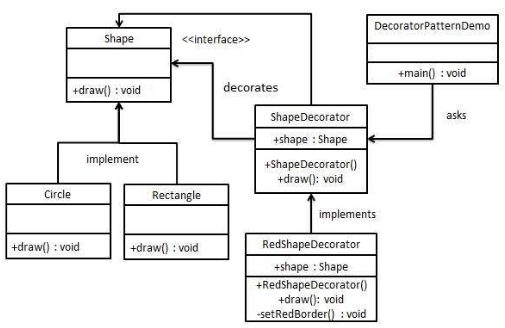 Shape
+draw() : void
<<interface>>
DecoratorPatternDemo
+main() : void
decorates
asks
ShapeDecorator
+shape : Shape
+ShapeDecorator()
+draw(): void
implement
Circle
+draw() : void
Rectangle
+draw() : void
implements
RedShapeDecorator
+shape : Shape
+RedShapeDecorator()
+draw(): void
-setRedBorder() : void